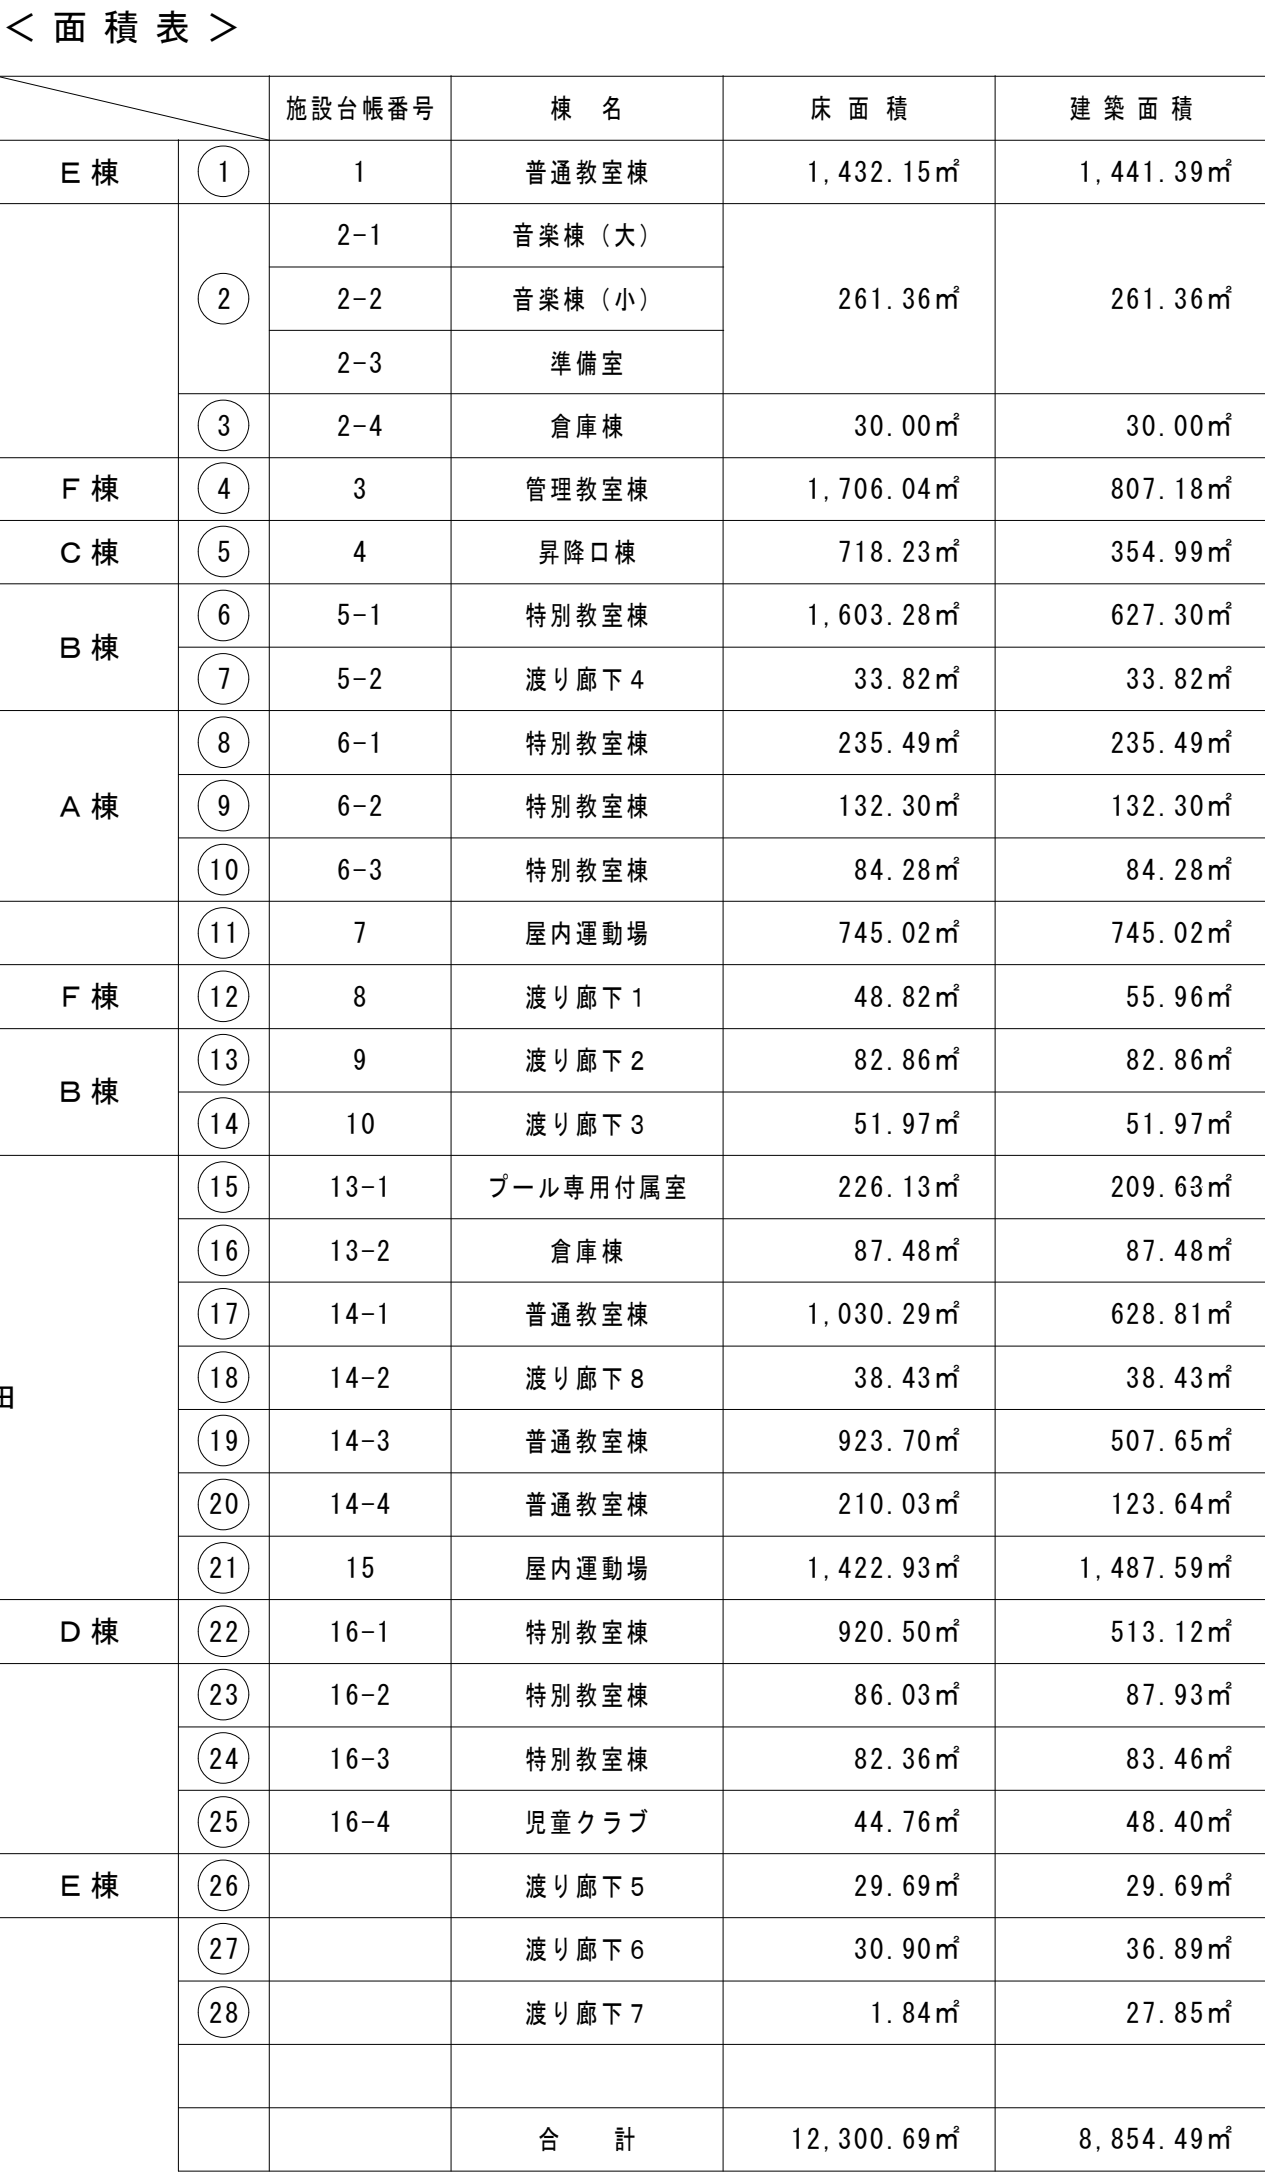 ＜面積表＞
施設台帳番号 棟 名 床面積 建築面積
E棟 1 1 普通教室棟 1,432.15㎡ 1,441.39㎡
2-1 音楽棟（大）
2 2-2 音楽棟（小） 261.36㎡ 261.36㎡
2-3 準備室
3 2-4 倉庫棟 30.00㎡ 30.00㎡
F棟 4 3 管理教室棟 1,706.04㎡ 807.18㎡
C棟 5 4 昇降口棟 718.23㎡ 354.99㎡
B棟 6 5-1 特別教室棟 1,603.28㎡ 627.30㎡
7 5-2 渡り廊下4 33.82㎡ 33.82㎡
8 6-1 特別教室棟 235.49㎡ 235.49㎡
A棟 9 6-2 特別教室棟 132.30㎡ 132.30㎡
10 6-3 特別教室棟 84.28㎡ 84.28㎡
11 7 屋内運動場 745.02㎡ 745.02㎡
F棟 12 8 渡り廊下1 48.82㎡ 55.96㎡
B棟 13 9 渡り廊下2 82.86㎡ 82.86㎡
14 10 渡り廊下3 51.97㎡ 51.97㎡
15 13-1 プール専用付属室 226.13㎡ 209.63㎡
16 13-2 倉庫棟 87.48㎡ 87.48㎡
17 14-1 普通教室棟 1,030.29㎡ 628.81㎡
18 14-2 渡り廊下8 38.43㎡ 38.43㎡
19 14-3 普通教室棟 923.70㎡ 507.65㎡
20 14-4 普通教室棟 210.03㎡ 123.64㎡
21 15 屋内運動場 1,422.93㎡ 1,487.59㎡
D棟 22 16-1 特別教室棟 920.50㎡ 513.12㎡
23 16-2 特別教室棟 86.03㎡ 87.93㎡
24 16-3 特別教室棟 82.36㎡ 83.46㎡
25 16-4 児童クラブ 44.76㎡ 48.40㎡
E棟 26 渡り廊下5 29.69㎡ 29.69㎡
27 渡り廊下6 30.90㎡ 36.89㎡
28 渡り廊下7 1.84㎡ 27.85㎡
合 計 12,300.69㎡ 8,854.49㎡